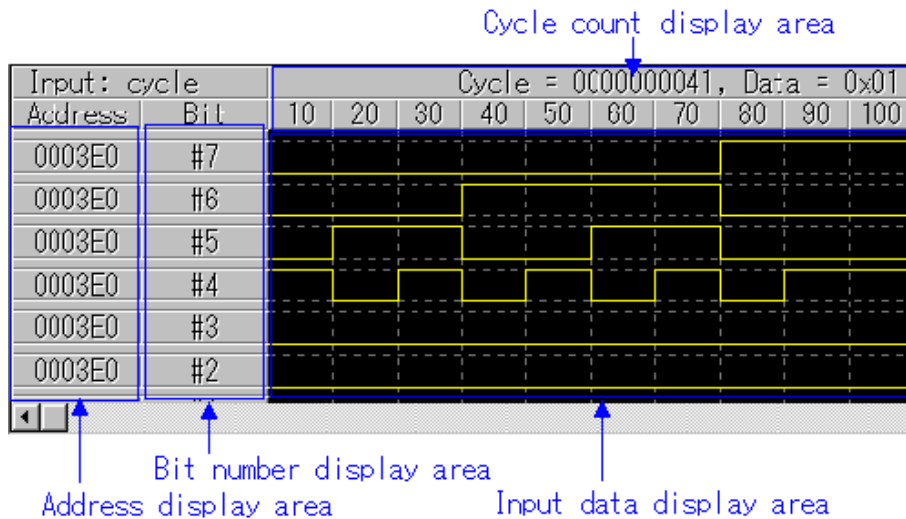 Cycle count display area
Input: cycle Cycle = 0000000041, Data = 0x01
Address Bit 10 20 30 40 50 60 70 80 90 100
0003E0 #7
0003E0 #6
0003E0 #5
0003E0 #4
0003E0 #3
0003E0 #2
Bit number display area
Address display area Input data display area